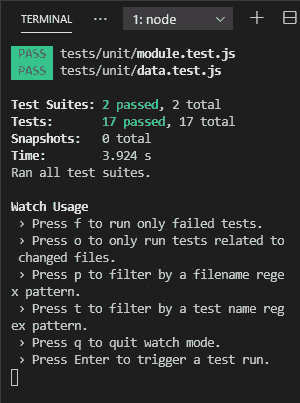 TERMINAL ... 1: node
PASS tests/unit/module.test.js
PASS tests/unit/data.test.js
Test Suites: 2 passed, 2 total
Tests: 17 passed, 17 total
Snapshots: 0 total
Time: 3.924 s
Ran all test suites.
Watch Usage
› Press f to run only failed tests.
› Press o to only run tests related to
changed files.
› Press p to filter by a filename rege
x pattern.
› Press t to filter by a test name reg
ex pattern.
› Press q to quit watch mode.
› Press Enter to trigger a test run.